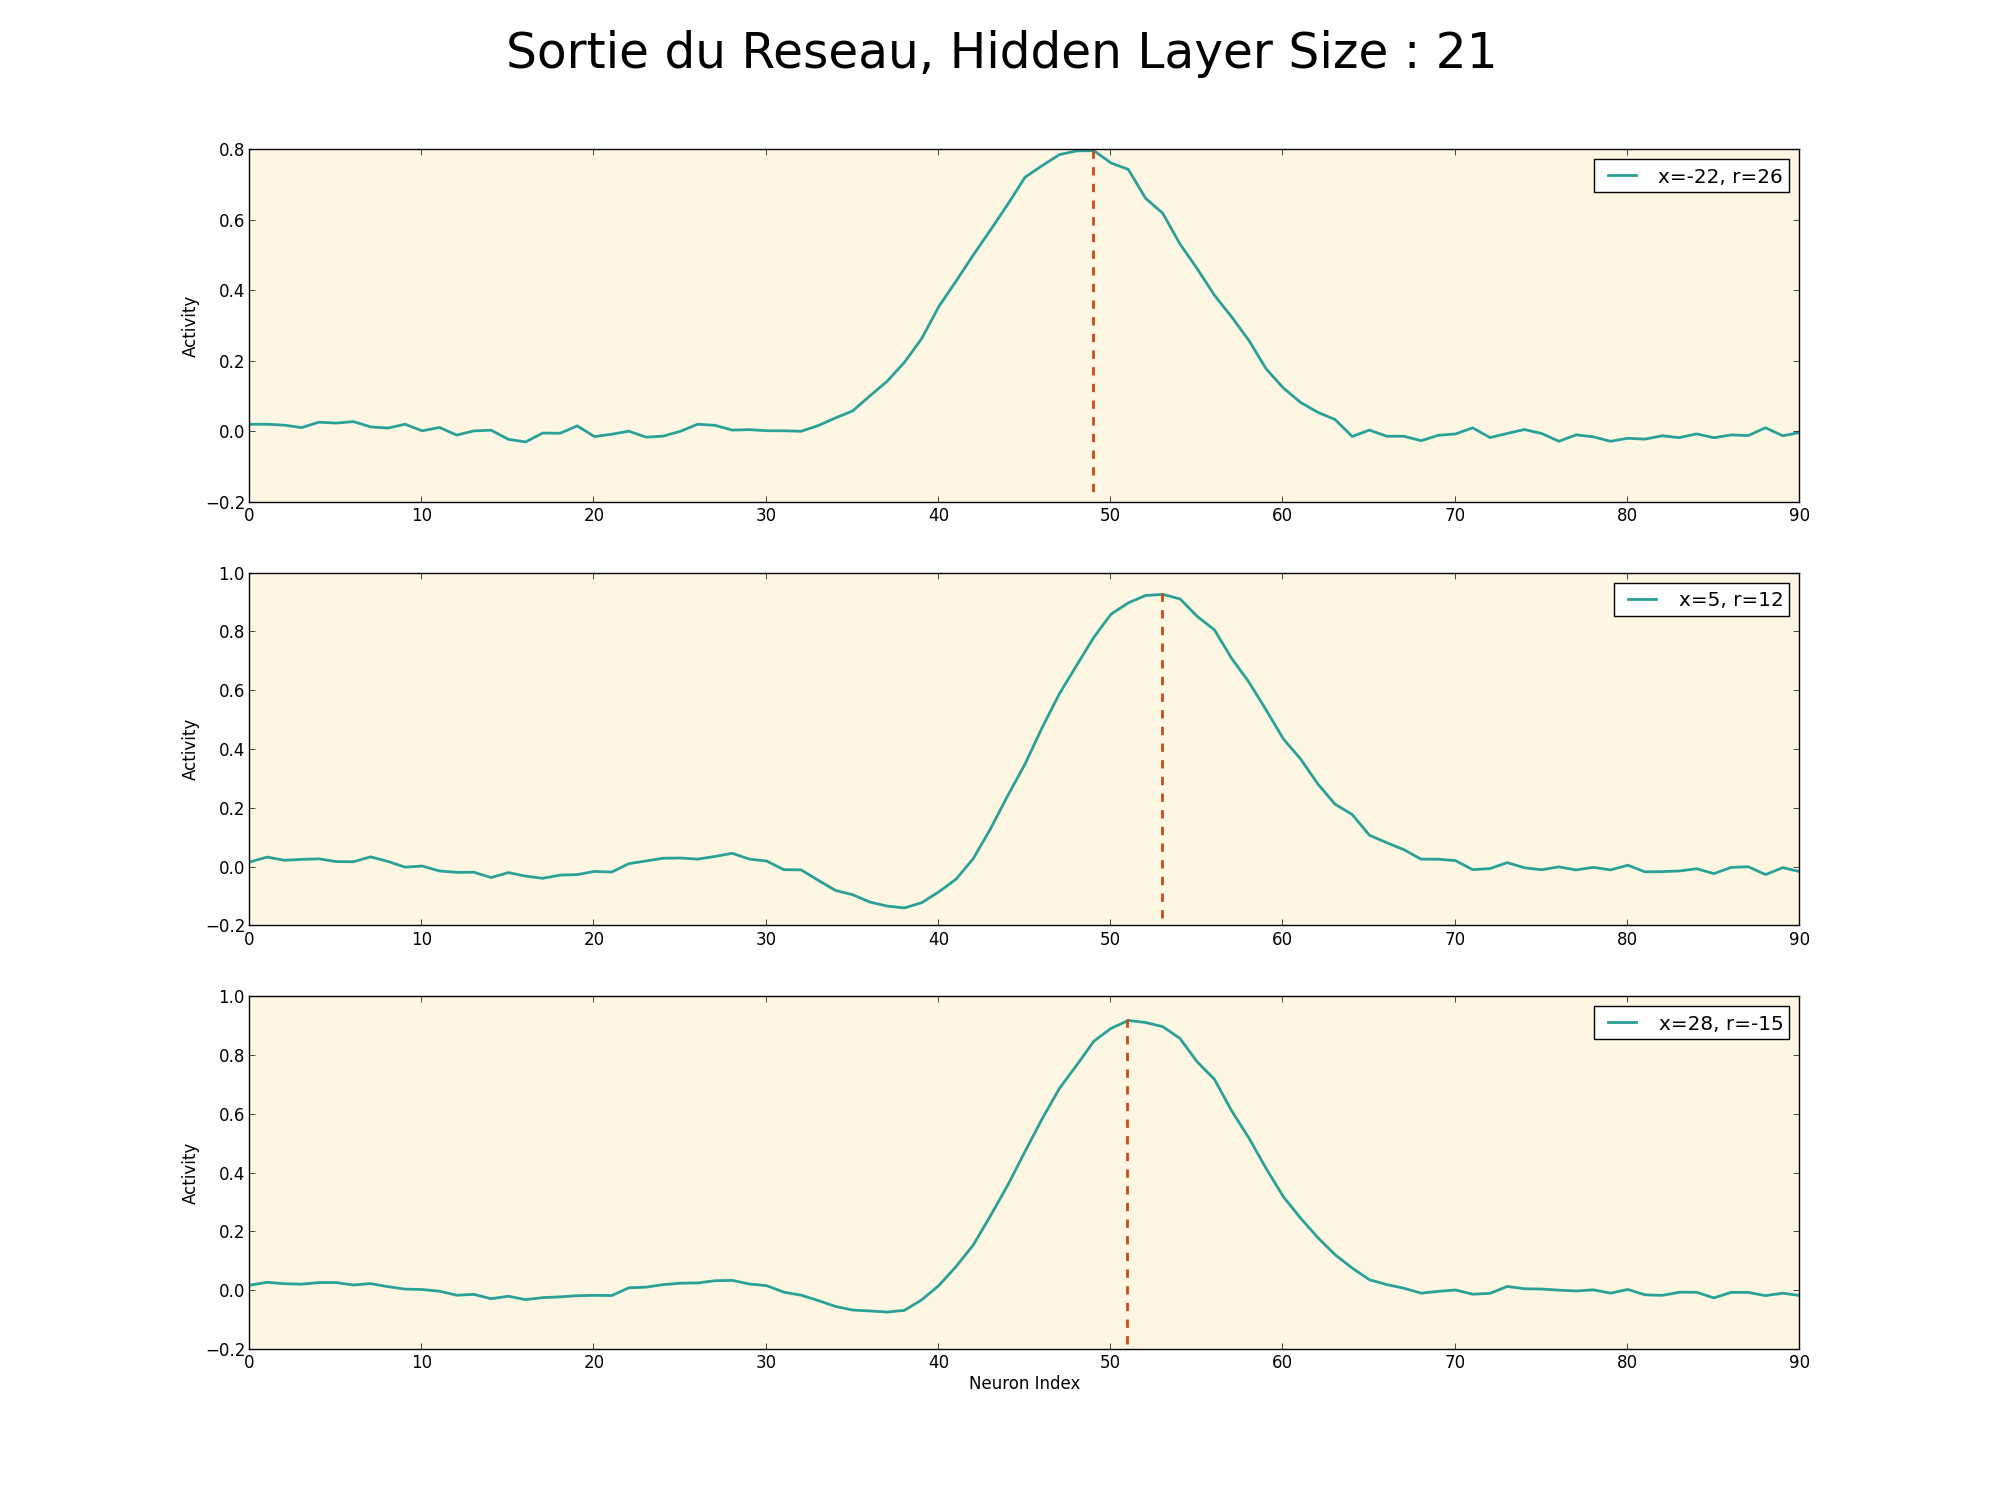 Sortie du Reseau, Hidden Layer Size : 21
0.8
0.6
0.4
0.2
0.0
−0.2
Activity
x=-22, r=26
0 10 20 30 40 50 60 70 80 90
1.0
0.8
0.6
0.4
0.2
0.0
−0.2
Activity
x=5, r=12
0 10 20 30 40 50 60 70 80 90
1.0
0.8
0.6
0.4
0.2
0.0
−0.2
Activity
x=28, r=-15
0 10 20 30 40 50 60 70 80 90
Neuron Index